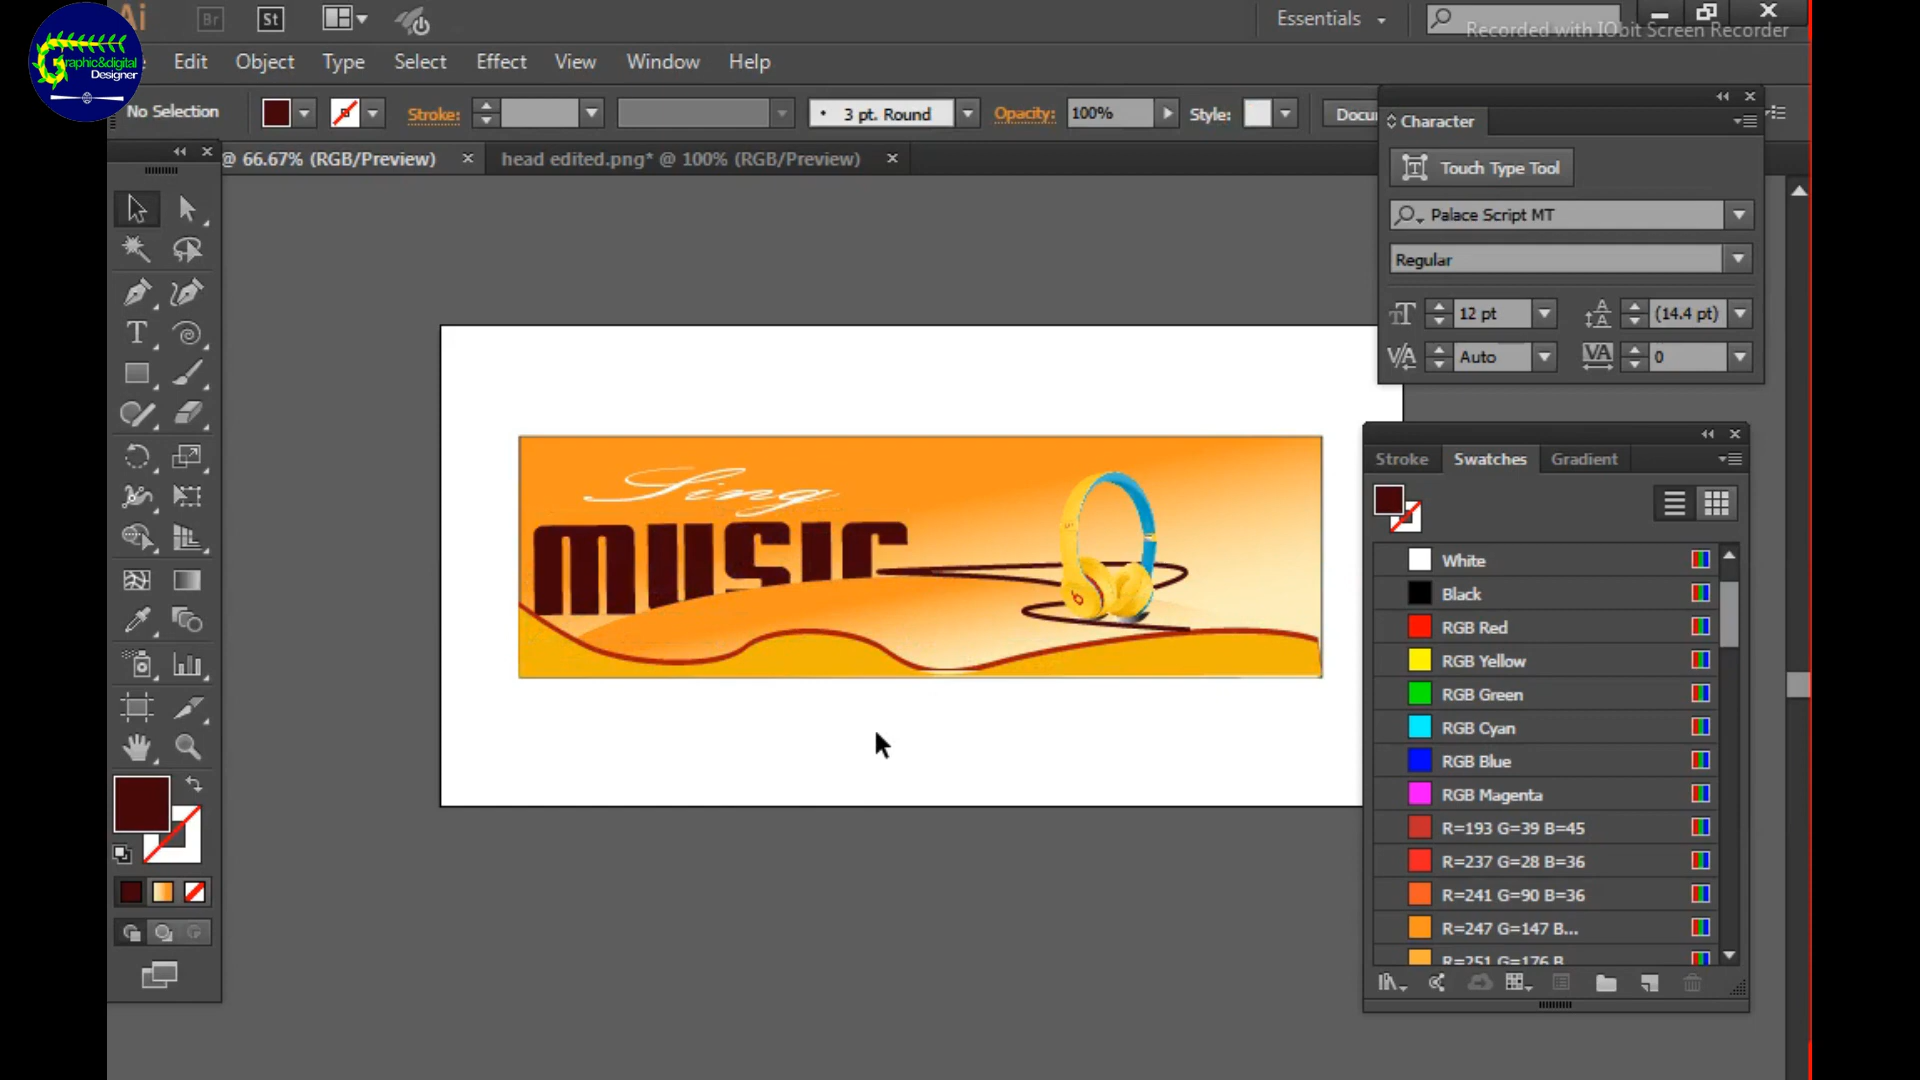 Ai Br St Essentials
Recorded with IObit Screen Recorder
Graphic&digital
Designer
Edit Object Type Select Effect View Window Help
No Selection Stroke: 3 pt. Round Opacity: 100% Style: Docu
Character
@ 66.67% (RGB/Preview) × head edited.png* @ 100% (RGB/Preview) ×
Touch Type Tool
Palace Script MT
Regular
12 pt (14.4 pt)
Auto 0
Sing
MUSIC
Stroke Swatches Gradient
White
Black
RGB Red
RGB Yellow
RGB Green
RGB Cyan
RGB Blue
RGB Magenta
R=193 G=39 B=45
R=237 G=28 B=36
R=241 G=90 B=36
R=247 G=147 B...
R=251 G=176 B